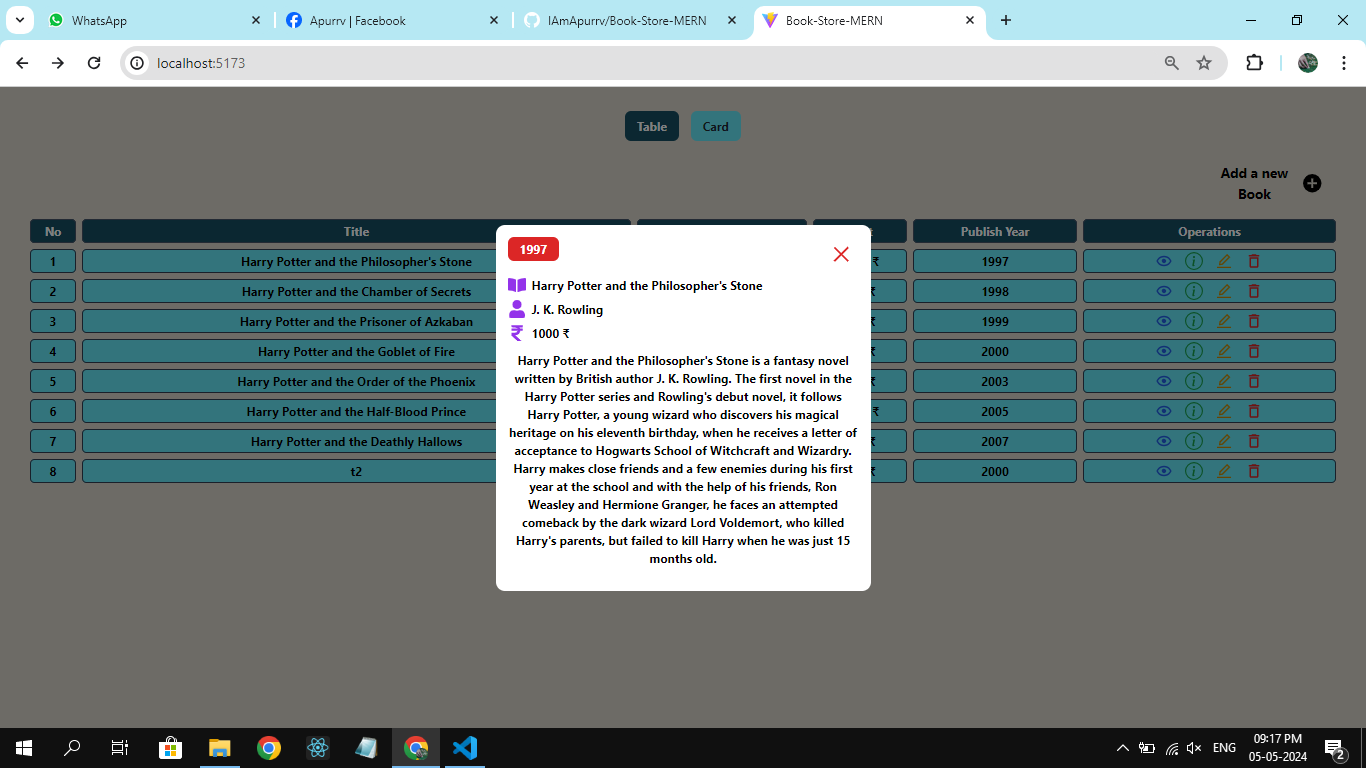 WhatsApp
Apurrv | Facebook
IAmApurrv/Book-Store-MERN
Book-Store-MERN
localhost:5173
Table
Card
Add a new
Book
No
Title
Publish Year
Operations
1
Harry Potter and the Philosopher's Stone
₹
1997
2
Harry Potter and the Chamber of Secrets
₹
1998
3
Harry Potter and the Prisoner of Azkaban
₹
1999
4
Harry Potter and the Goblet of Fire
₹
2000
5
Harry Potter and the Order of the Phoenix
₹
2003
6
Harry Potter and the Half-Blood Prince
₹
2005
7
Harry Potter and the Deathly Hallows
₹
2007
8
t2
₹
2000
1997
Harry Potter and the Philosopher's Stone
J. K. Rowling
1000 ₹
Harry Potter and the Philosopher's Stone is a fantasy novel
written by British author J. K. Rowling. The first novel in the
Harry Potter series and Rowling's debut novel, it follows
Harry Potter, a young wizard who discovers his magical
heritage on his eleventh birthday, when he receives a letter of
acceptance to Hogwarts School of Witchcraft and Wizardry.
Harry makes close friends and a few enemies during his first
year at the school and with the help of his friends, Ron
Weasley and Hermione Granger, he faces an attempted
comeback by the dark wizard Lord Voldemort, who killed
Harry's parents, but failed to kill Harry when he was just 15
months old.
ENG
09:17 PM
05-05-2024
2